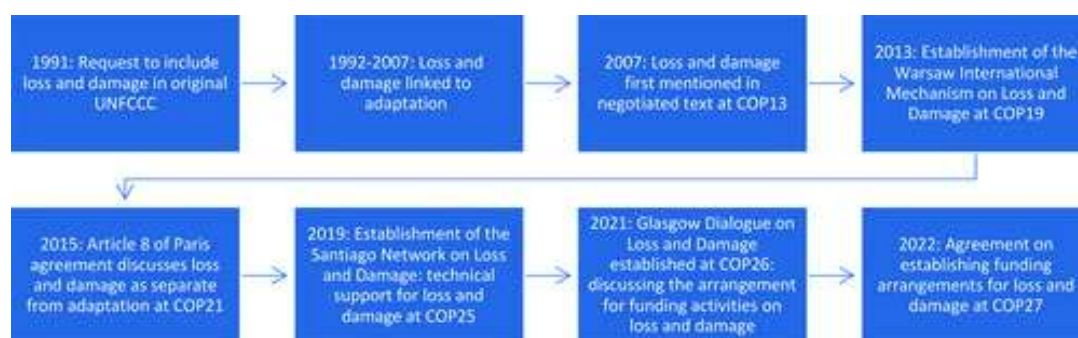 1991: Request to include
loss and damage in original
UNFCCC
1992-2007: Loss and
damage linked to
adaptation
2007: Loss and damage
first mentioned in
negotiated text at COP13
2013: Establishment of the
Warsaw International
Mechanism on Loss and
Damage at COP19
2015: Article 8 of Paris
agreement discusses loss
and damage as separate
from adaptation at COP21
2019: Establishment of the
Santiago Network on Loss
and Damage: technical
support for loss and
damage at COP25
2021: Glasgow Dialogue on
Loss and Damage
established at COP26:
discussing the arrangement
for funding activities on
loss and damage
2022: Agreement on
establishing funding
arrangements for loss and
damage at COP27